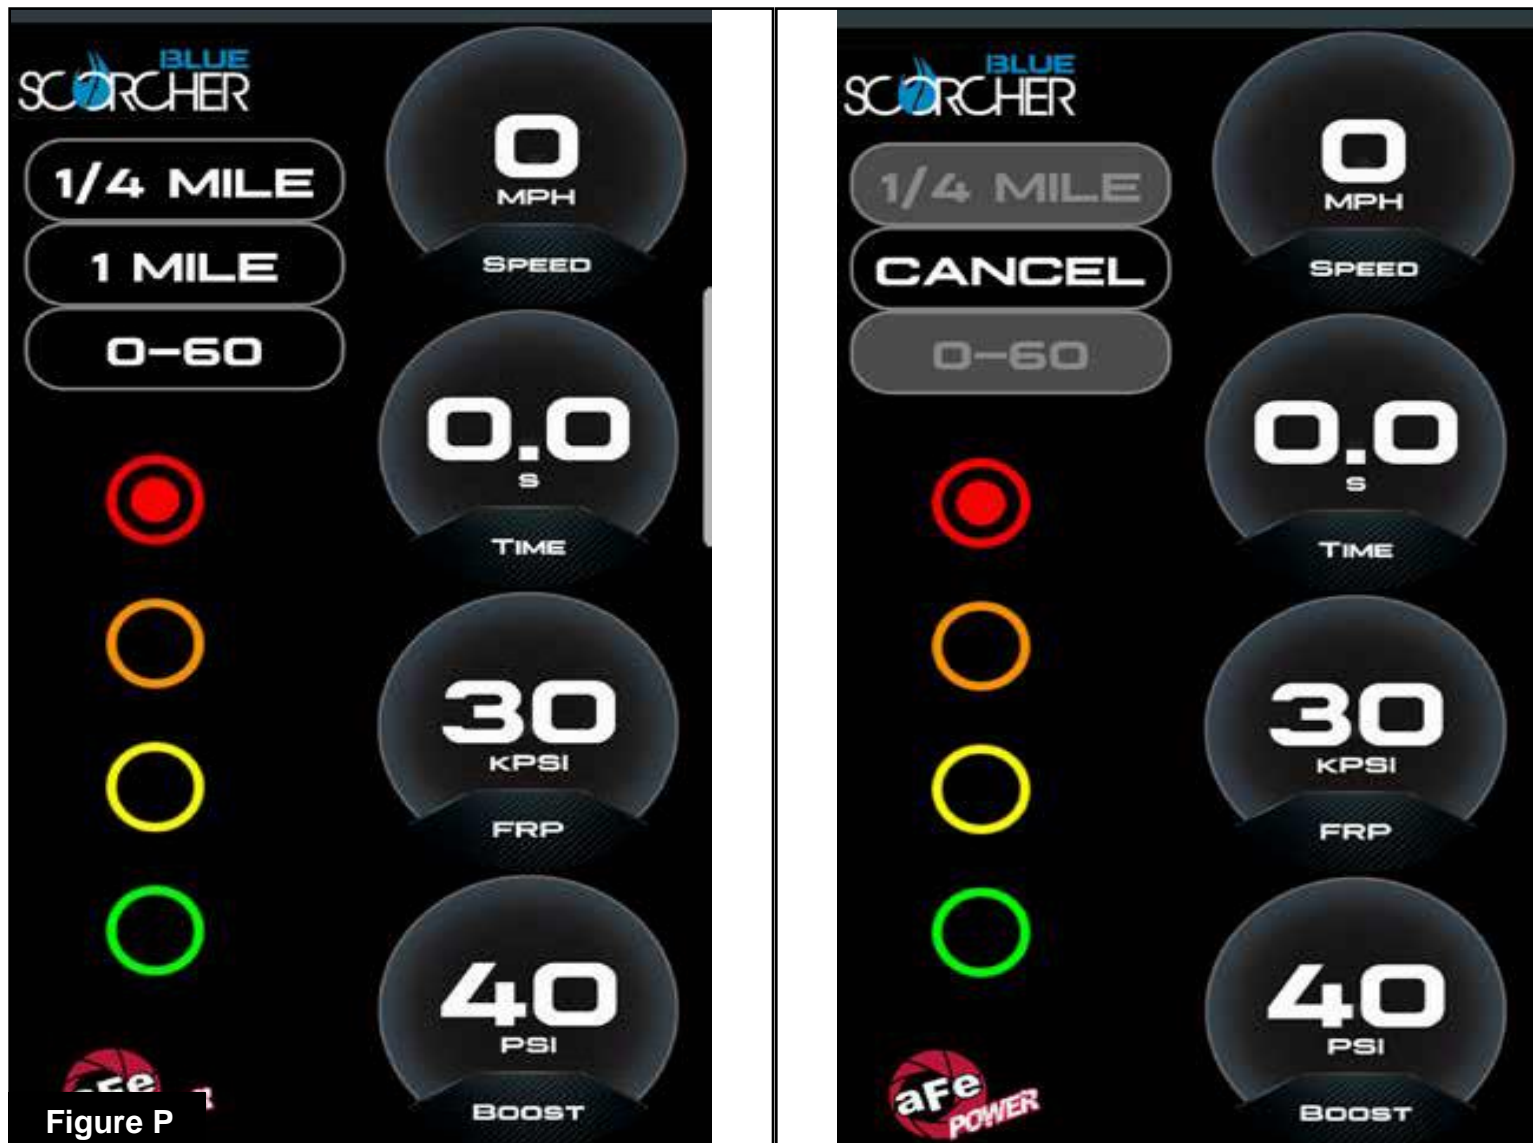 BLUE
SCORCHER
1/4 MILE
1 MILE
0-60
0
MPH
SPEED
0.0
S
TIME
30
KPSI
FRP
40
PSI
BOOST
aFe
Figure P
BLUE
SCORCHER
1/4 MILE
CANCEL
0-60
0
MPH
SPEED
0.0
S
TIME
30
KPSI
FRP
40
PSI
BOOST
aFe
POWER